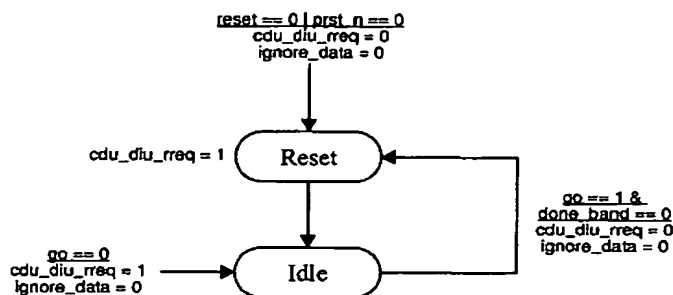 reset == 0 | prst_n == 0
cdu_diu_rreq = 0
ignore_data = 0
cdu_diu_rreq = 1
Reset
go == 1 &
done_band == 0
cdu_diu_rreq = 0
ignore_data = 0
go == 0
cdu_diu_rreq = 1
ignore_data = 0
Idle